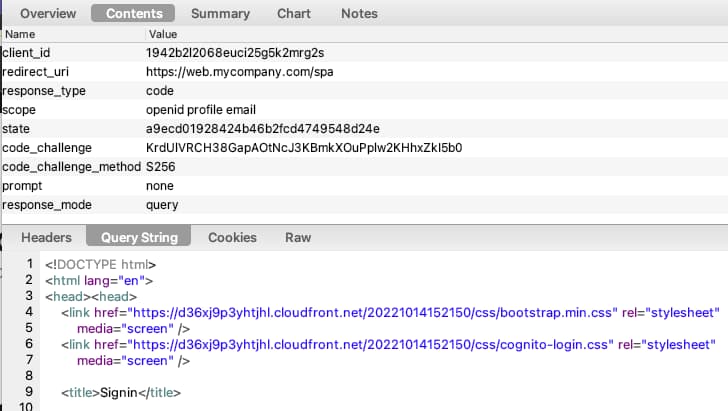 Overview Contents Summary Chart Notes
Name Value
client_id 1942b2l2068euci25g5k2mrg2s
redirect_uri https://web.mycompany.com/spa
response_type code
scope openid profile email
state a9ecd01928424b46b2fcd4749548d24e
code_challenge KrdUlVRCH38GapAOtNcJ3KBmkXOuPplw2KHhxZkl5b0
code_challenge_method S256
prompt none
response_mode query
Headers Query String Cookies Raw
1 <!DOCTYPE html>
2 <html lang="en">
3 <head><head>
4 <link href="https://d36xj9p3yhtjhl.cloudfront.net/20221014152150/css/bootstrap.min.css" rel="stylesheet"
5 media="screen" />
6 <link href="https://d36xj9p3yhtjhl.cloudfront.net/20221014152150/css/cognito-login.css" rel="stylesheet"
7 media="screen" />
8
9 <title>Signin</title>
10